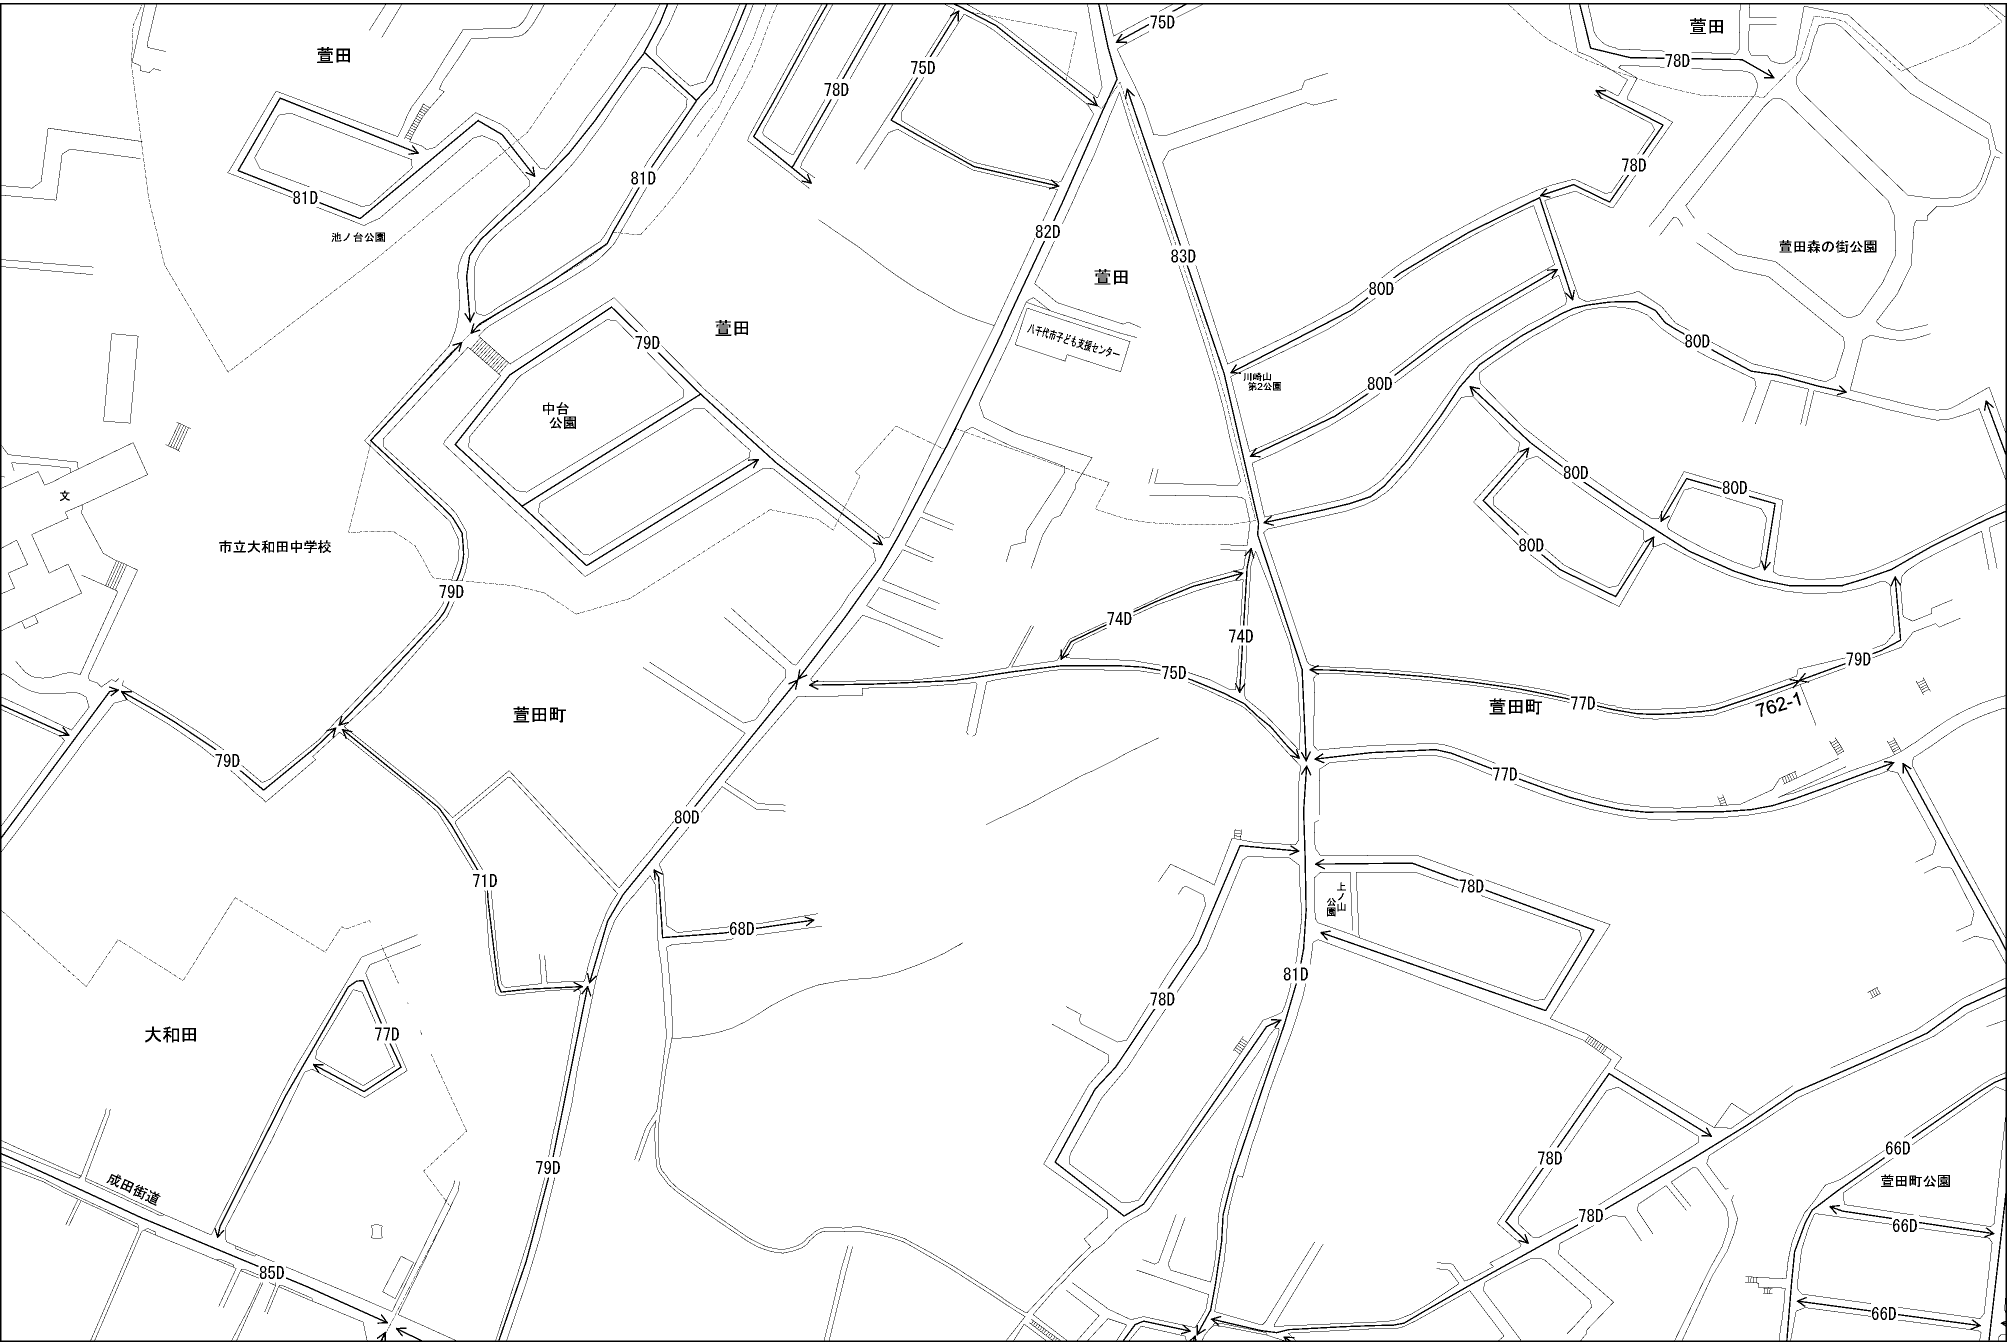 75D
萱田
78D
萱田
75D
78D
78D
81D
81D
池ノ台公園
82D
83D
萱田森の街公園
萱田
80D
萱田
79D
八千代市子ども支援センター
80D
川崎山
第2公園
80D
中台
公園
80D
80D
文
市立大和田中学校
80D
79D
74D
74D
75D
79D
77D
762-1
萱田町
萱田町
79D
77D
80D
71D
78D
上ノ山
公園
68D
81D
78D
77D
大和田
66D
78D
79D
萱田町公園
成田街道
78D
66D
85D
66D